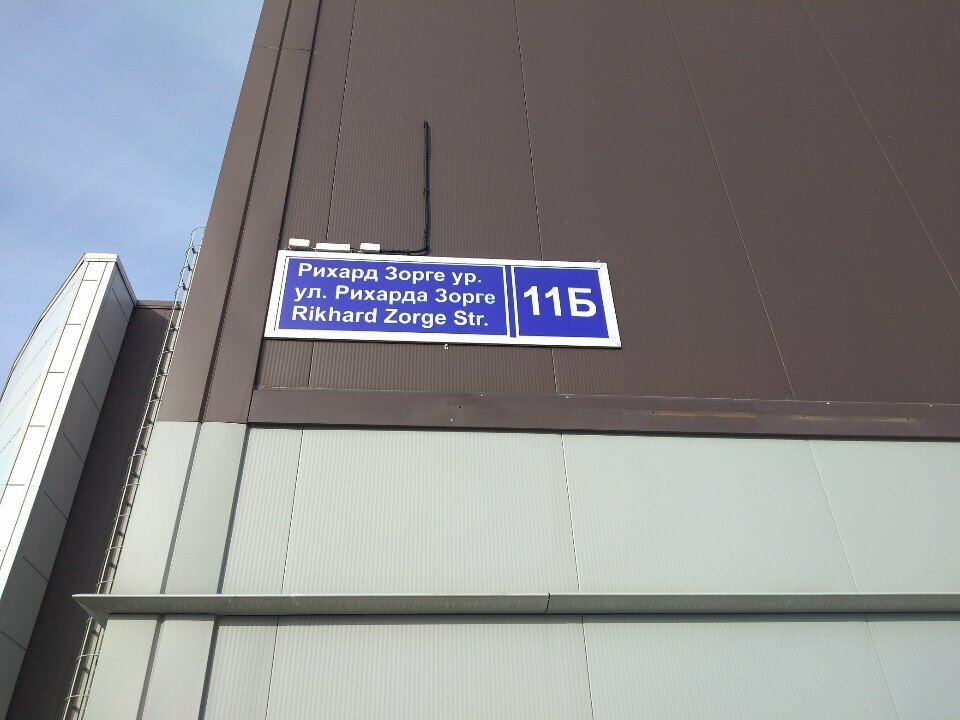 Рихард Зорге ур.
ул. Рихарда Зорге
Rikhard Zorge Str.
11Б